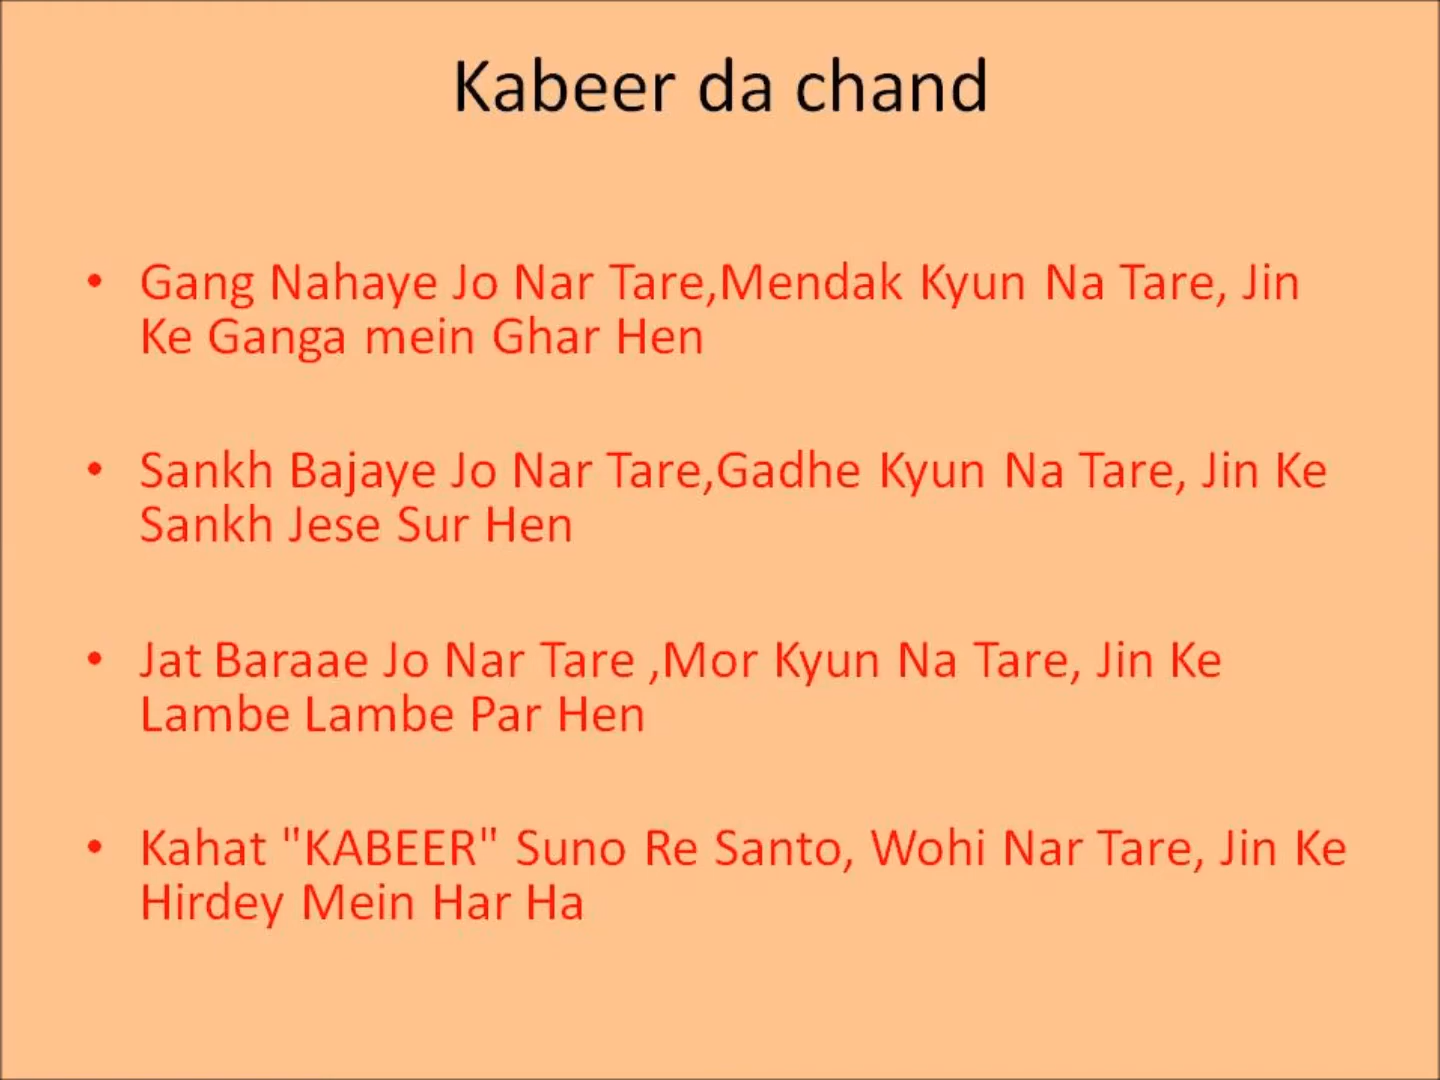 Kabeer da chand
• Gang Nahaye Jo Nar Tare,Mendak Kyun Na Tare, Jin
Ke Ganga mein Ghar Hen
• Sankh Bajaye Jo Nar Tare,Gadhe Kyun Na Tare, Jin Ke
Sankh Jese Sur Hen
• Jat Baraae Jo Nar Tare ,Mor Kyun Na Tare, Jin Ke
Lambe Lambe Par Hen
• Kahat "KABEER" Suno Re Santo, Wohi Nar Tare, Jin Ke
Hirdey Mein Har Ha